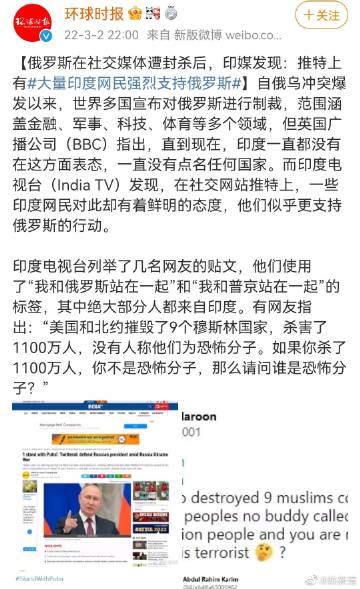 环球时报
22-3-2 22:00 来自 新版微博 weibo.co...
+关注
【俄罗斯在社交媒体遭封杀后，印媒发现：推特上
有#大量印度网民强烈支持俄罗斯#】自俄乌冲突爆
发以来，世界多国宣布对俄罗斯进行制裁，范围涵
盖金融、军事、科技、体育等多个领域，但英国广
播公司（BBC）指出，直到现在，印度一直都没有
在这方面表态，一直没有点名任何国家。而印度电
视台（India TV）发现，在社交网站推特上，一些
印度网民对此却有着鲜明的态度，他们似乎更支持
俄罗斯的行动。
印度电视台列举了几名网友的贴文，他们使用
了“我和俄罗斯站在一起”和“我和普京站在一起”的
标签，其中绝大部分人都来自印度。有网友指
出：“美国和北约摧毁了9个穆斯林国家，杀害了
1100万人，没有人称他们为恐怖分子。如果你杀了
1100万人，你不是恐怖分子，那么请问谁是恐怖分
子？”
I stand with Putin: Twitterati defend Russian president amid Russia Ukraine
War
#IStandWithPutin
aroon
001
o destroyed 9 muslims co
peoples no buddy called
ion people and you are n
is terrorist 🤔 ?
Abdul Rahim Karim